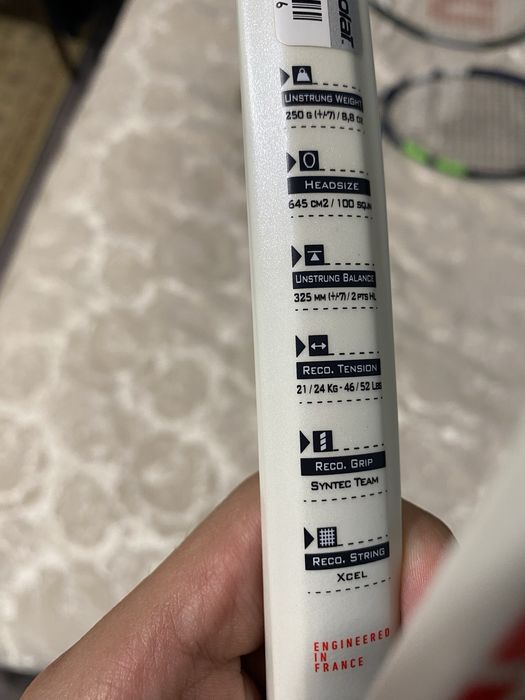 6
olat.
UNSTRUNG WEIGHT
250 G (+/-7) / 8,8 OZ
HEADSIZE
645 CM2 / 100 SQ.IN
UNSTRUNG BALANCE
325 MM (+/-7) / 2 PTS HL
RECO. TENSION
21 / 24 KG - 46 / 52 LBS
RECO. GRIP
SYNTEC TEAM
RECO. STRING
XCEL
ENGINEERED
IN
FRANCE